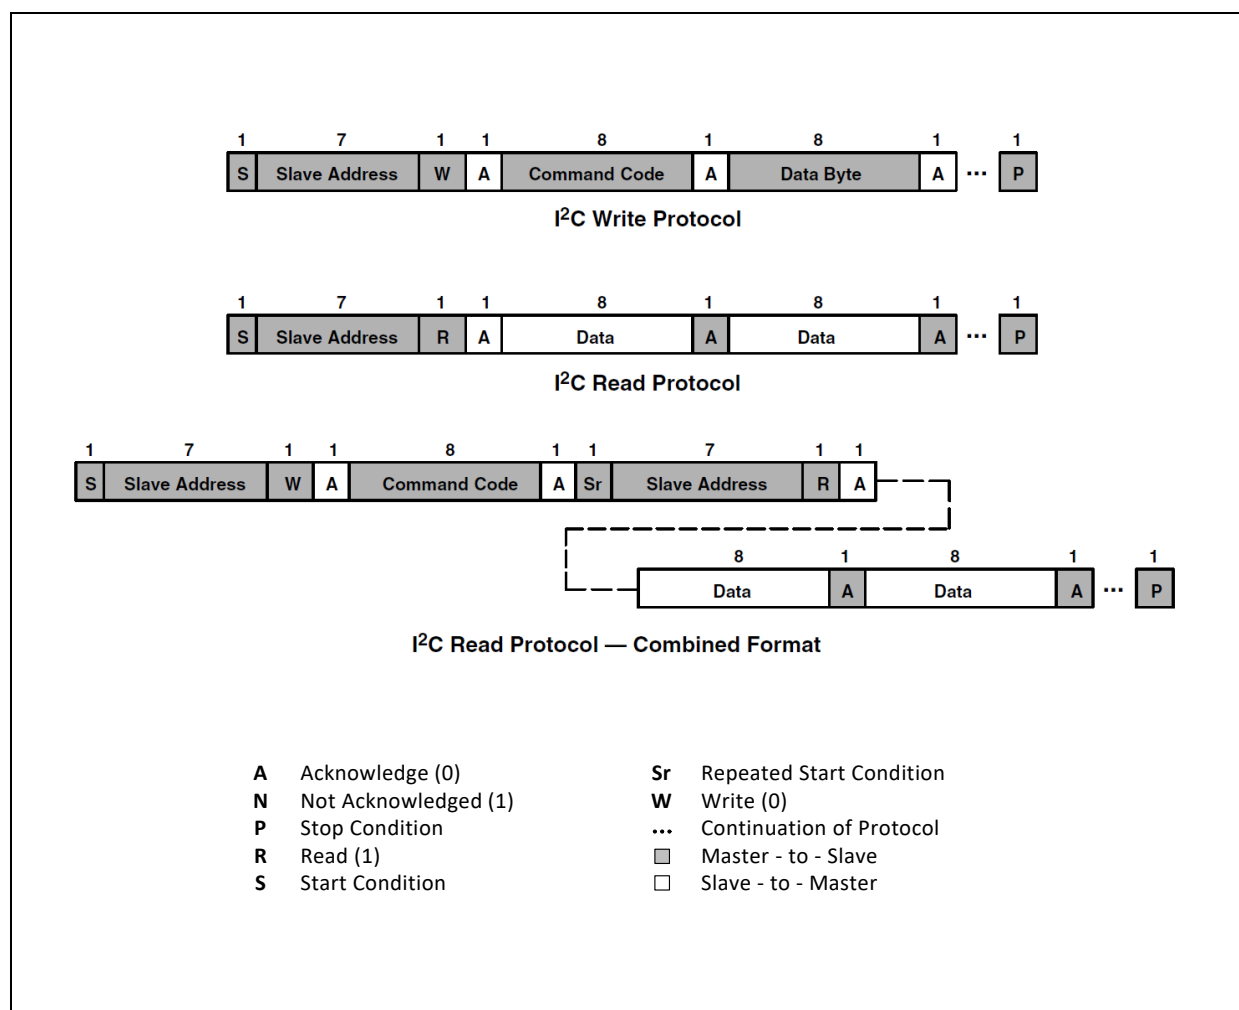 1 7 1 1 8 1 8 1 1
S Slave Address W A Command Code A Data Byte A ... P
I²C Write Protocol
1 7 1 1 8 1 8 1 1
S Slave Address R A Data A Data A ... P
I²C Read Protocol
1 7 1 1 8 1 1 7 1 1
S Slave Address W A Command Code A Sr Slave Address R A
8 1 8 1 1
Data A Data A ... P
I²C Read Protocol — Combined Format
A Acknowledge (0)
N Not Acknowledged (1)
P Stop Condition
R Read (1)
S Start Condition
Sr Repeated Start Condition
W Write (0)
... Continuation of Protocol
Master - to - Slave
Slave - to - Master